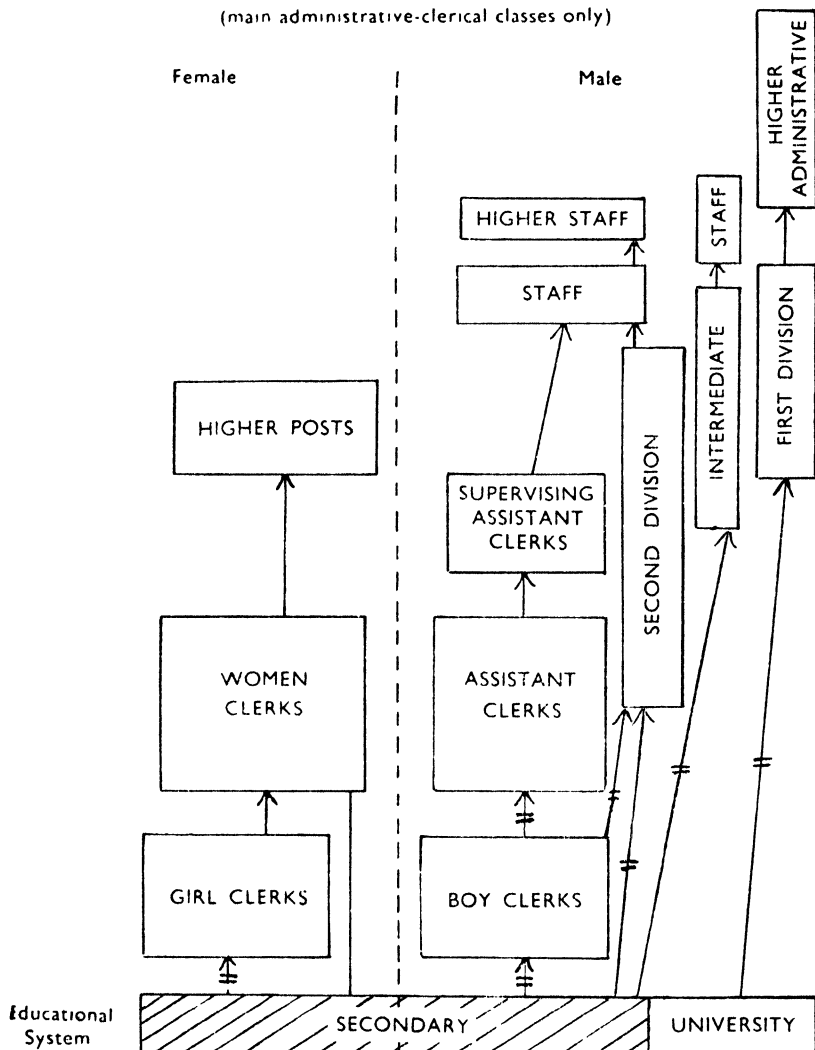 (main administrative-clerical classes only)
Female
Male
HIGHER
ADMINISTRATIVE
STAFF
HIGHER STAFF
STAFF
FIRST DIVISION
INTERMEDIATE
SECOND DIVISION
HIGHER POSTS
SUPERVISING
ASSISTANT
CLERKS
WOMEN
CLERKS
ASSISTANT
CLERKS
GIRL CLERKS
BOY CLERKS
Educational
System
SECONDARY
UNIVERSITY